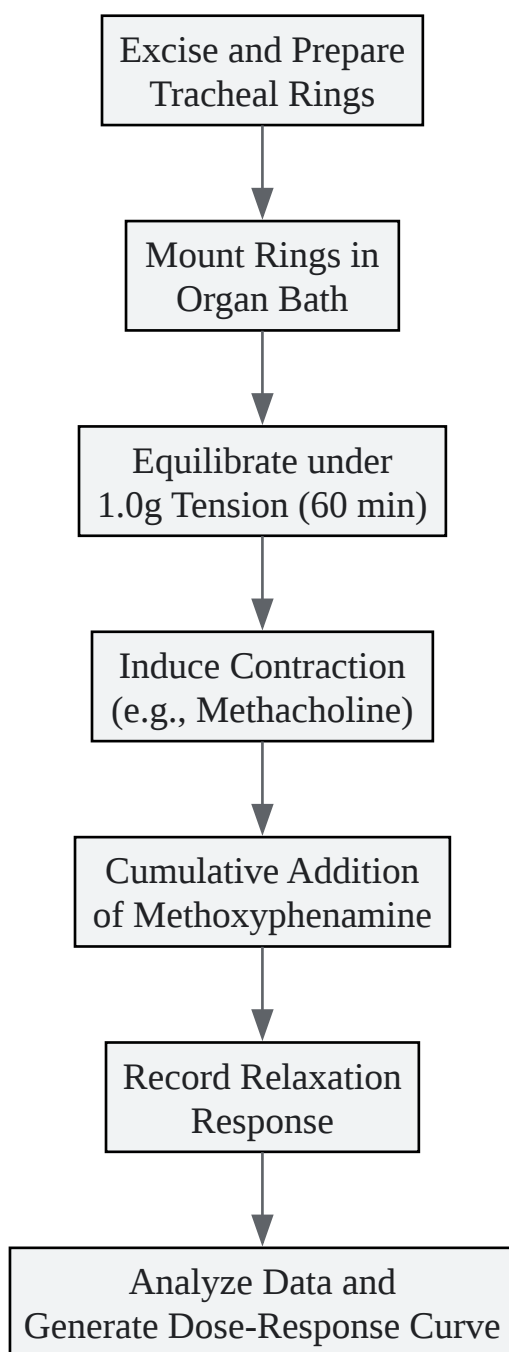 Excise and Prepare
Tracheal Rings
Mount Rings in
Organ Bath
Equilibrate under
1.0g Tension (60 min)
Induce Contraction
(e.g., Methacholine)
Cumulative Addition
of Methoxyphenamine
Record Relaxation
Response
Analyze Data and
Generate Dose-Response Curve